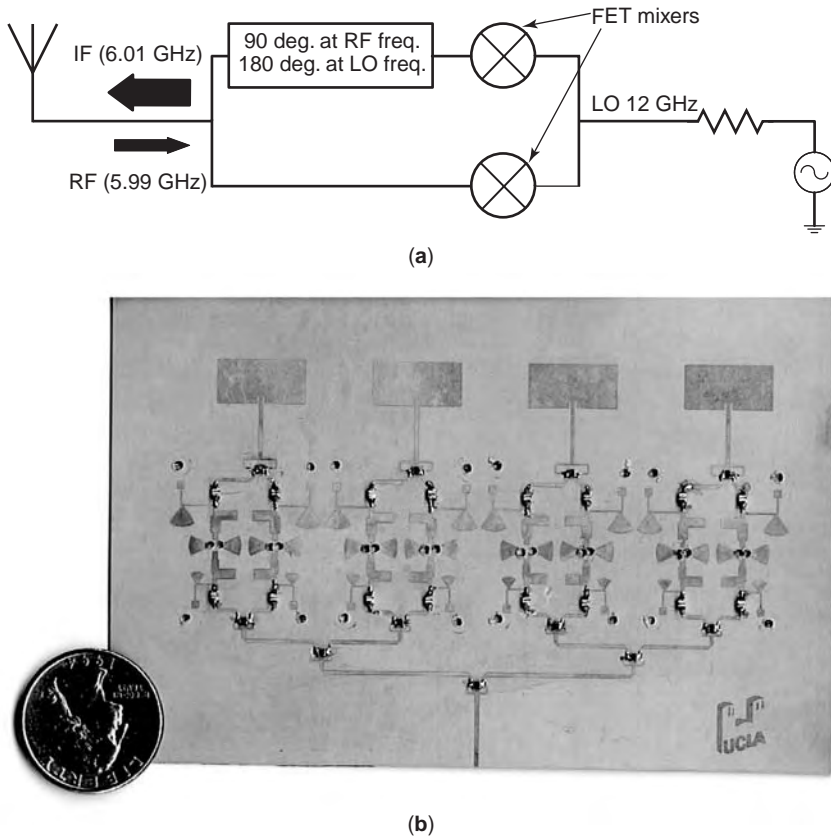 FET mixers
90 deg. at RF freq.
180 deg. at LO freq.
IF (6.01 GHz)
LO 12 GHz
RF (5.99 GHz)
(a)
UCLA
LIBERTY
(b)